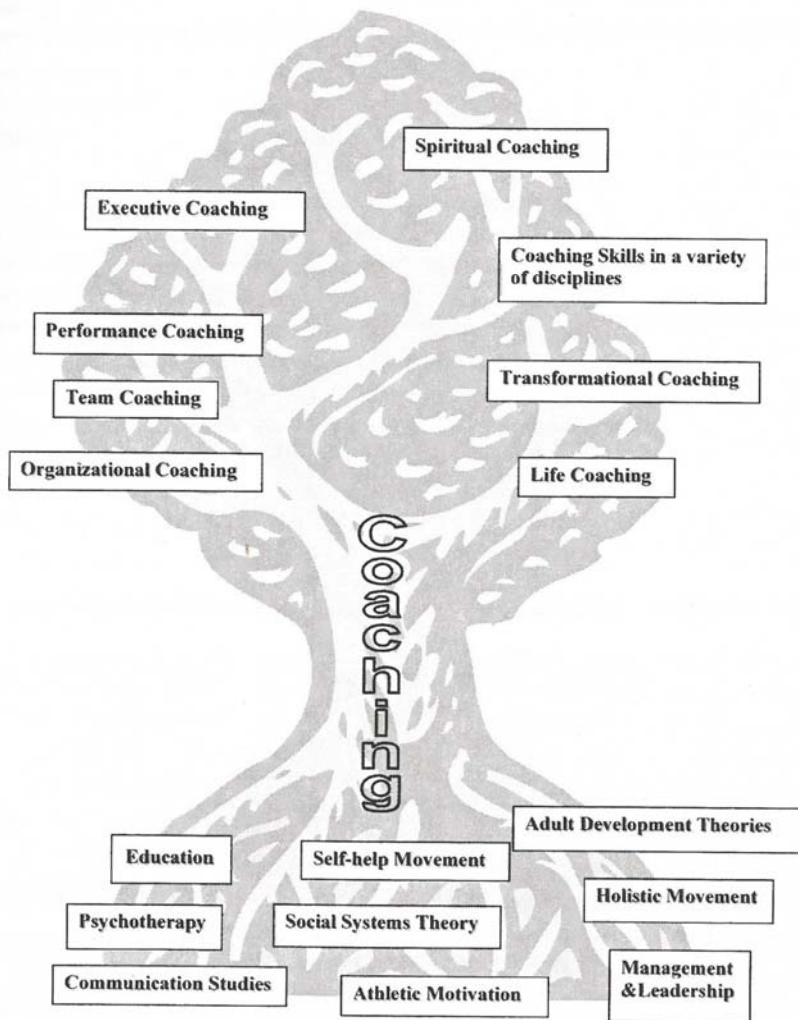 Spiritual Coaching
Executive Coaching
Coaching Skills in a variety
of disciplines
Performance Coaching
Transformational Coaching
Team Coaching
Organizational Coaching
Life Coaching
Coaching
Adult Development Theories
Education
Self-help Movement
Holistic Movement
Psychotherapy
Social Systems Theory
Management
&Leadership
Communication Studies
Athletic Motivation